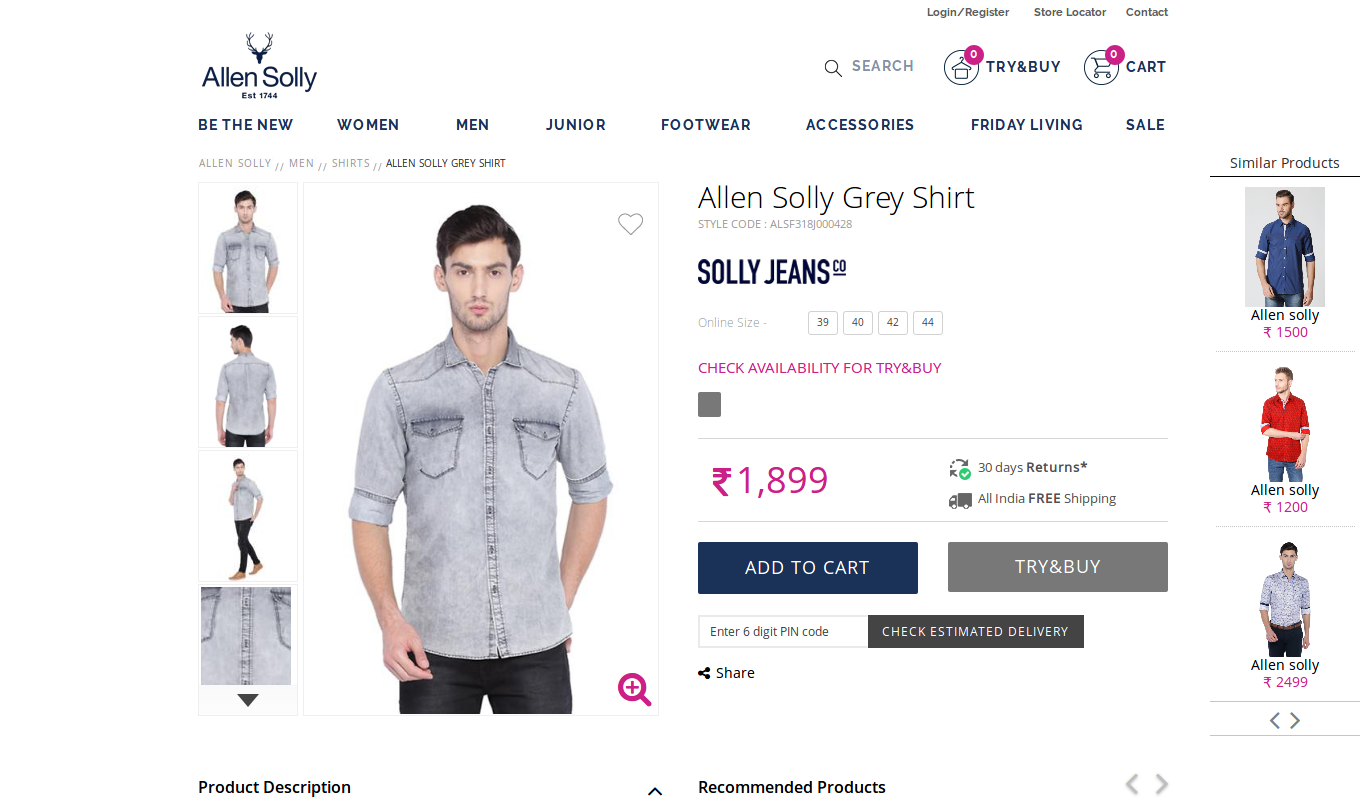 Login/Register Store Locator Contact
Allen Solly
Est 1744
SEARCH 0 TRY&BUY 0 CART
BE THE NEW WOMEN MEN JUNIOR FOOTWEAR ACCESSORIES FRIDAY LIVING SALE
ALLEN SOLLY // MEN // SHIRTS // ALLEN SOLLY GREY SHIRT
Allen Solly Grey Shirt
STYLE CODE : ALSF318J000428
SOLLY JEANS CO
Online Size - 39 40 42 44
CHECK AVAILABILITY FOR TRY&BUY
₹ 1,899
30 days Returns*
All India FREE Shipping
ADD TO CART TRY&BUY
Enter 6 digit PIN code CHECK ESTIMATED DELIVERY
Share
Similar Products
Allen solly
₹ 1500
Allen solly
₹ 1200
Allen solly
₹ 2499
Product Description Recommended Products